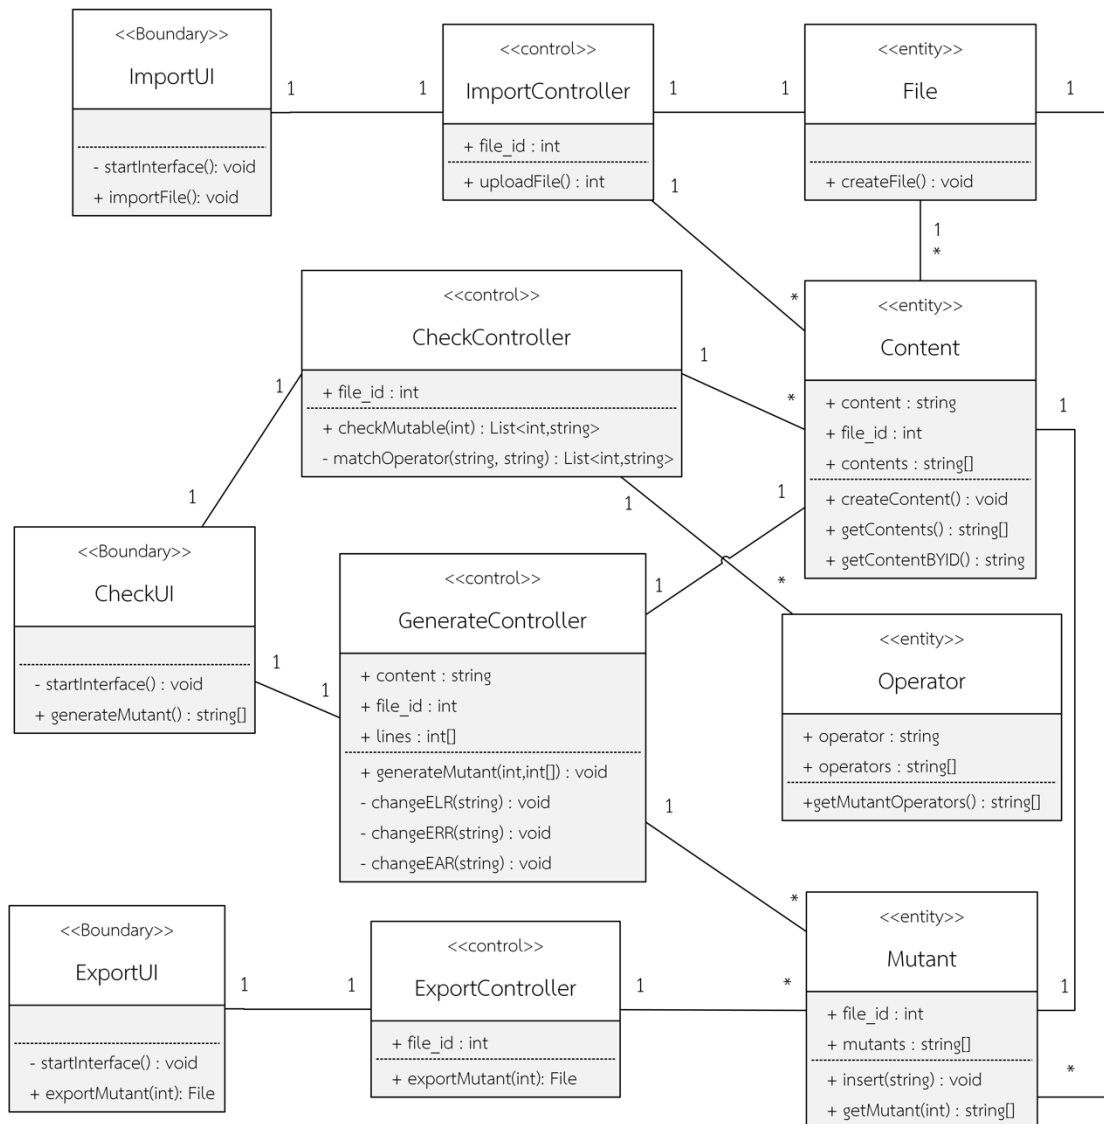 <<Boundary>>
ImportUI
- startInterface(): void
+ importFile(): void
1
1
<<control>>
ImportController
+ file_id : int
+ uploadFile() : int
1
1
<<entity>>
File
+ createFile() : void
1
1
*
1
*
<<control>>
CheckController
+ file_id : int
+ checkMutable(int) : List<int,string>
- matchOperator(string, string) : List<int,string>
1
*
<<entity>>
Content
+ content : string
+ file_id : int
+ contents : string[]
+ createContent() : void
+ getContents() : string[]
+ getContentBYID() : string
1
1
1
1
*
1
1
<<Boundary>>
CheckUI
- startInterface() : void
+ generateMutant() : string[]
1
1
<<control>>
GenerateController
+ content : string
+ file_id : int
+ lines : int[]
+ generateMutant(int,int[]) : void
- changeELR(string) : void
- changeERR(string) : void
- changeEAR(string) : void
<<entity>>
Operator
+ operator : string
+ operators : string[]
+getMutantOperators() : string[]
1
*
<<Boundary>>
ExportUI
- startInterface() : void
+ exportMutant(int): File
1
1
<<control>>
ExportController
+ file_id : int
+ exportMutant(int): File
1
*
<<entity>>
Mutant
+ file_id : int
+ mutants : string[]
+ insert(string) : void
+ getMutant(int) : string[]
1
*